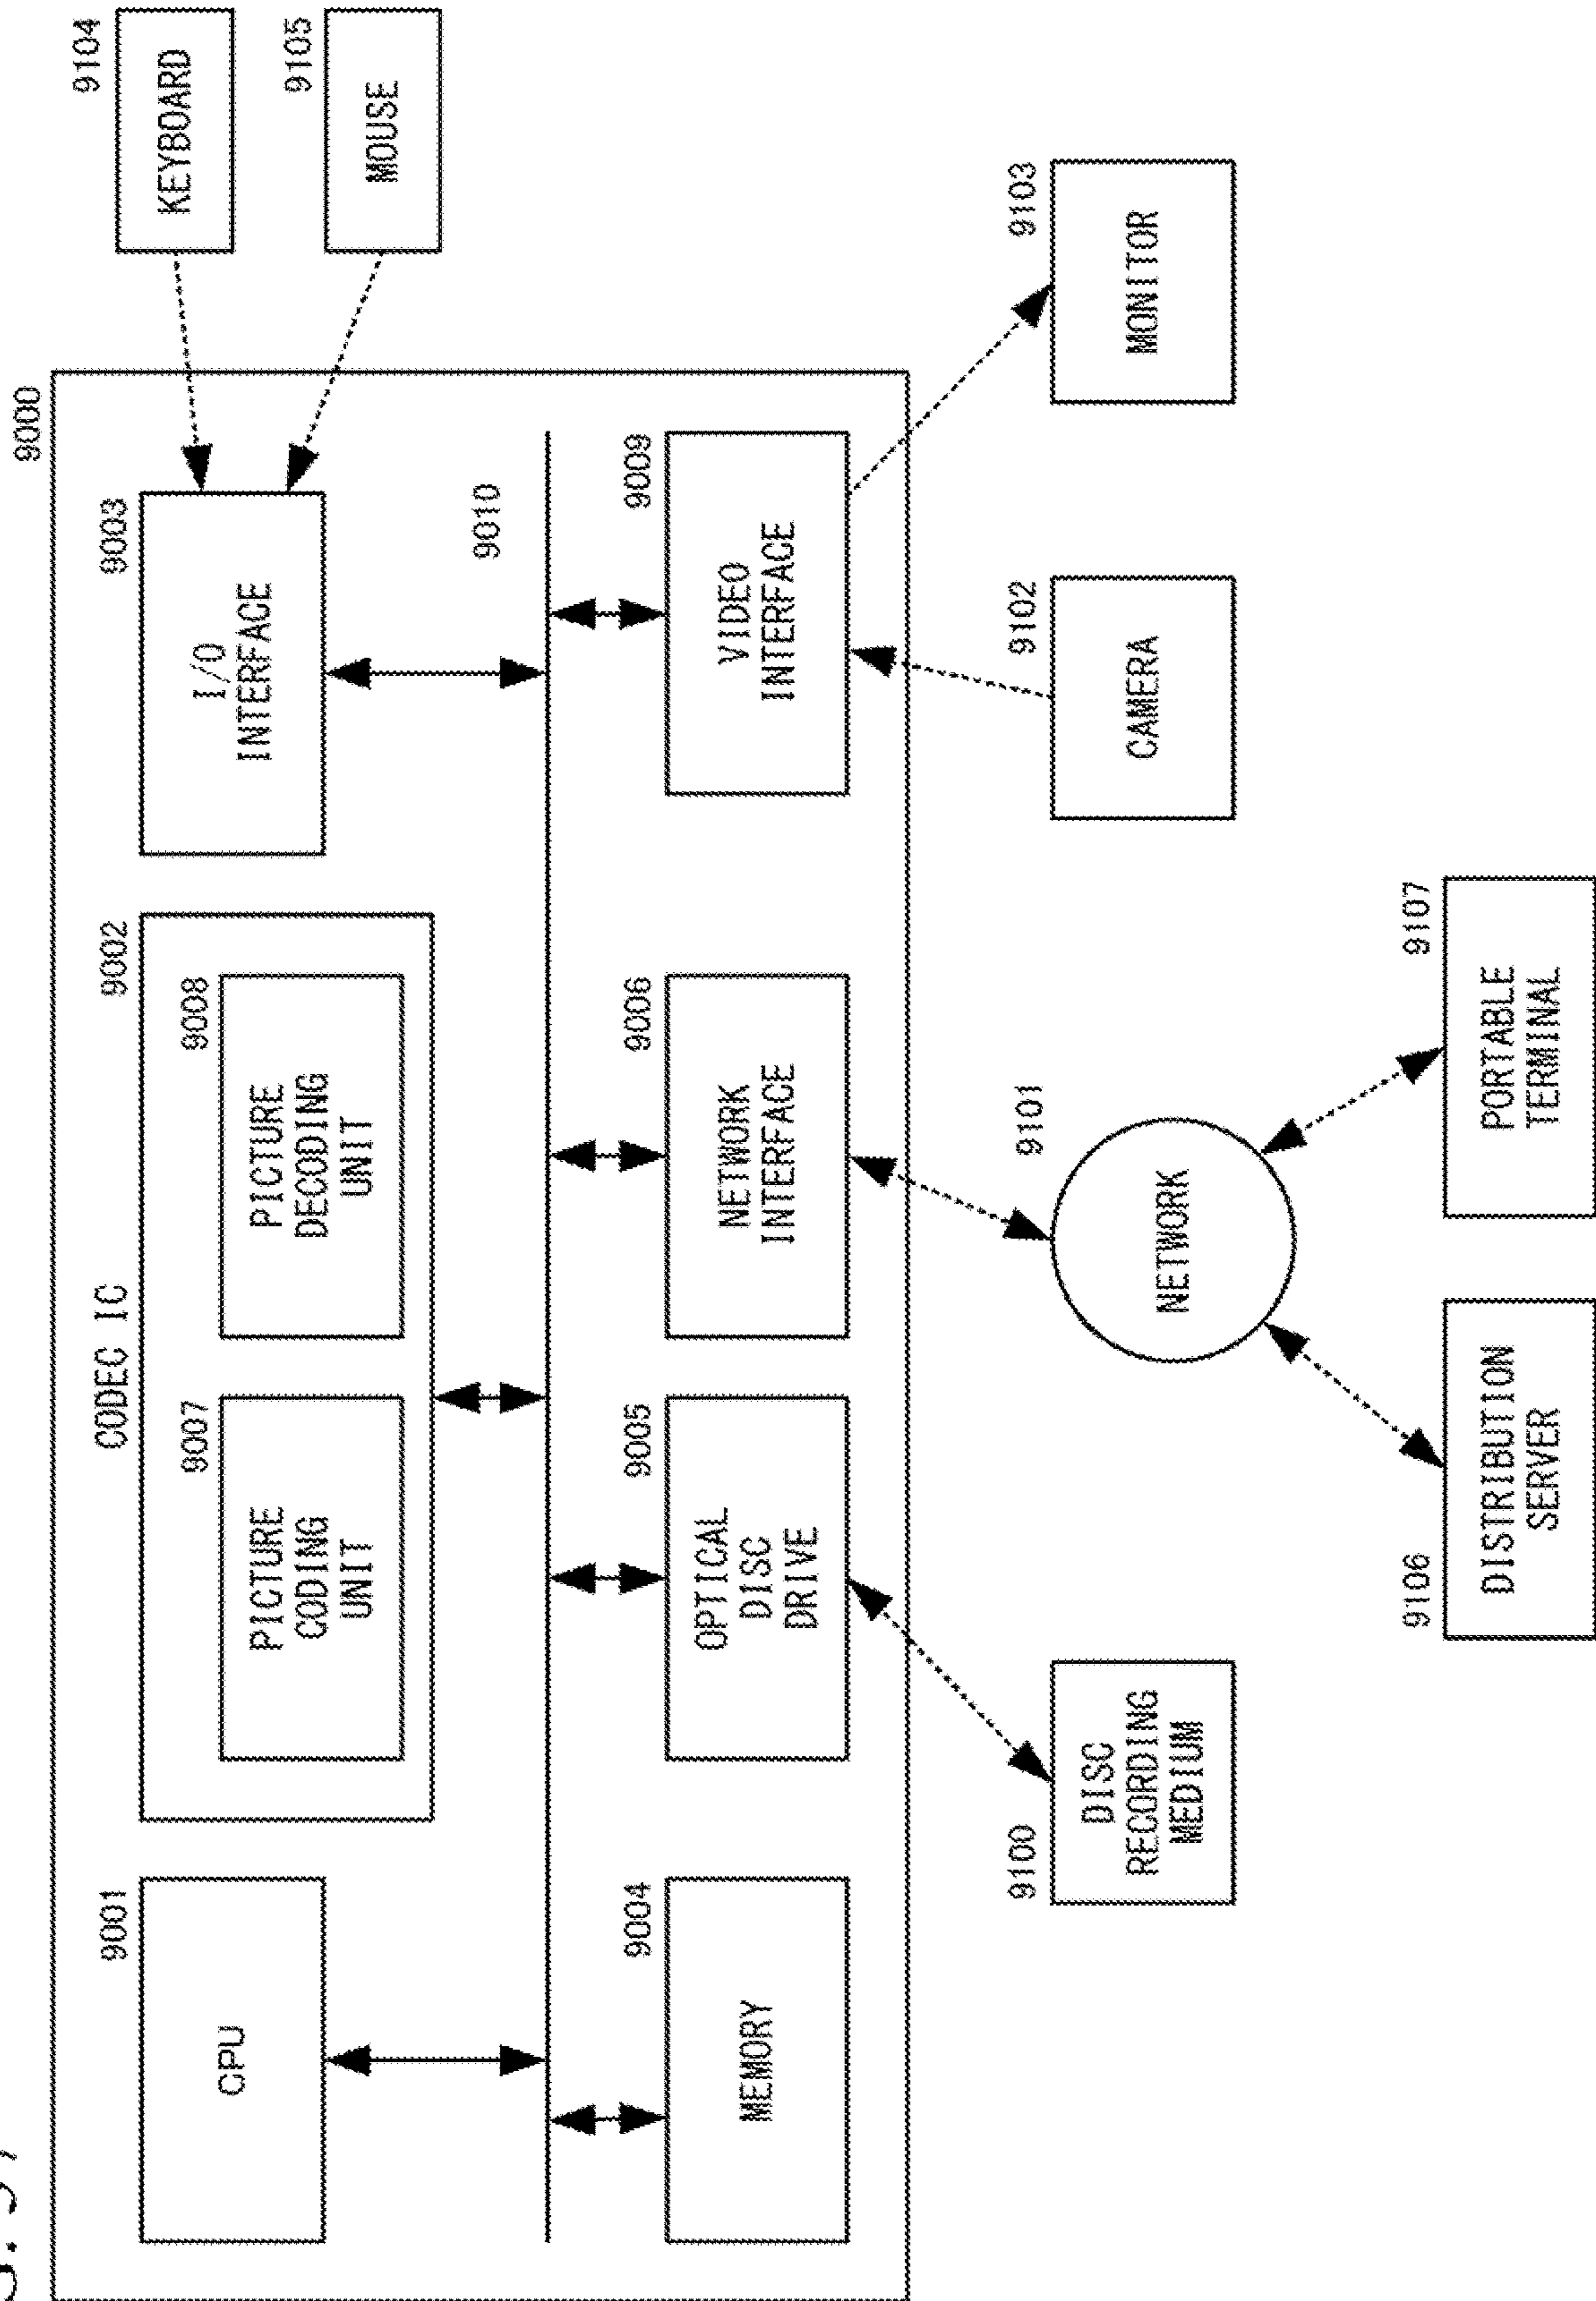 9000
CODEC IC
9001
CPU
9002
9007
PICTURE
CODING
UNIT
9008
PICTURE
DECODING
UNIT
9003
I/O
INTERFACE
9104
KEYBOARD
9105
MOUSE
9010
9004
MEMORY
9005
OPTICAL
DISC
DRIVE
9006
NETWORK
INTERFACE
9009
VIDEO
INTERFACE
9100
DISC
RECORDING
MEDIUM
9101
NETWORK
9102
CAMERA
9103
MONITOR
9106
DISTRIBUTION
SERVER
9107
PORTABLE
TERMINAL